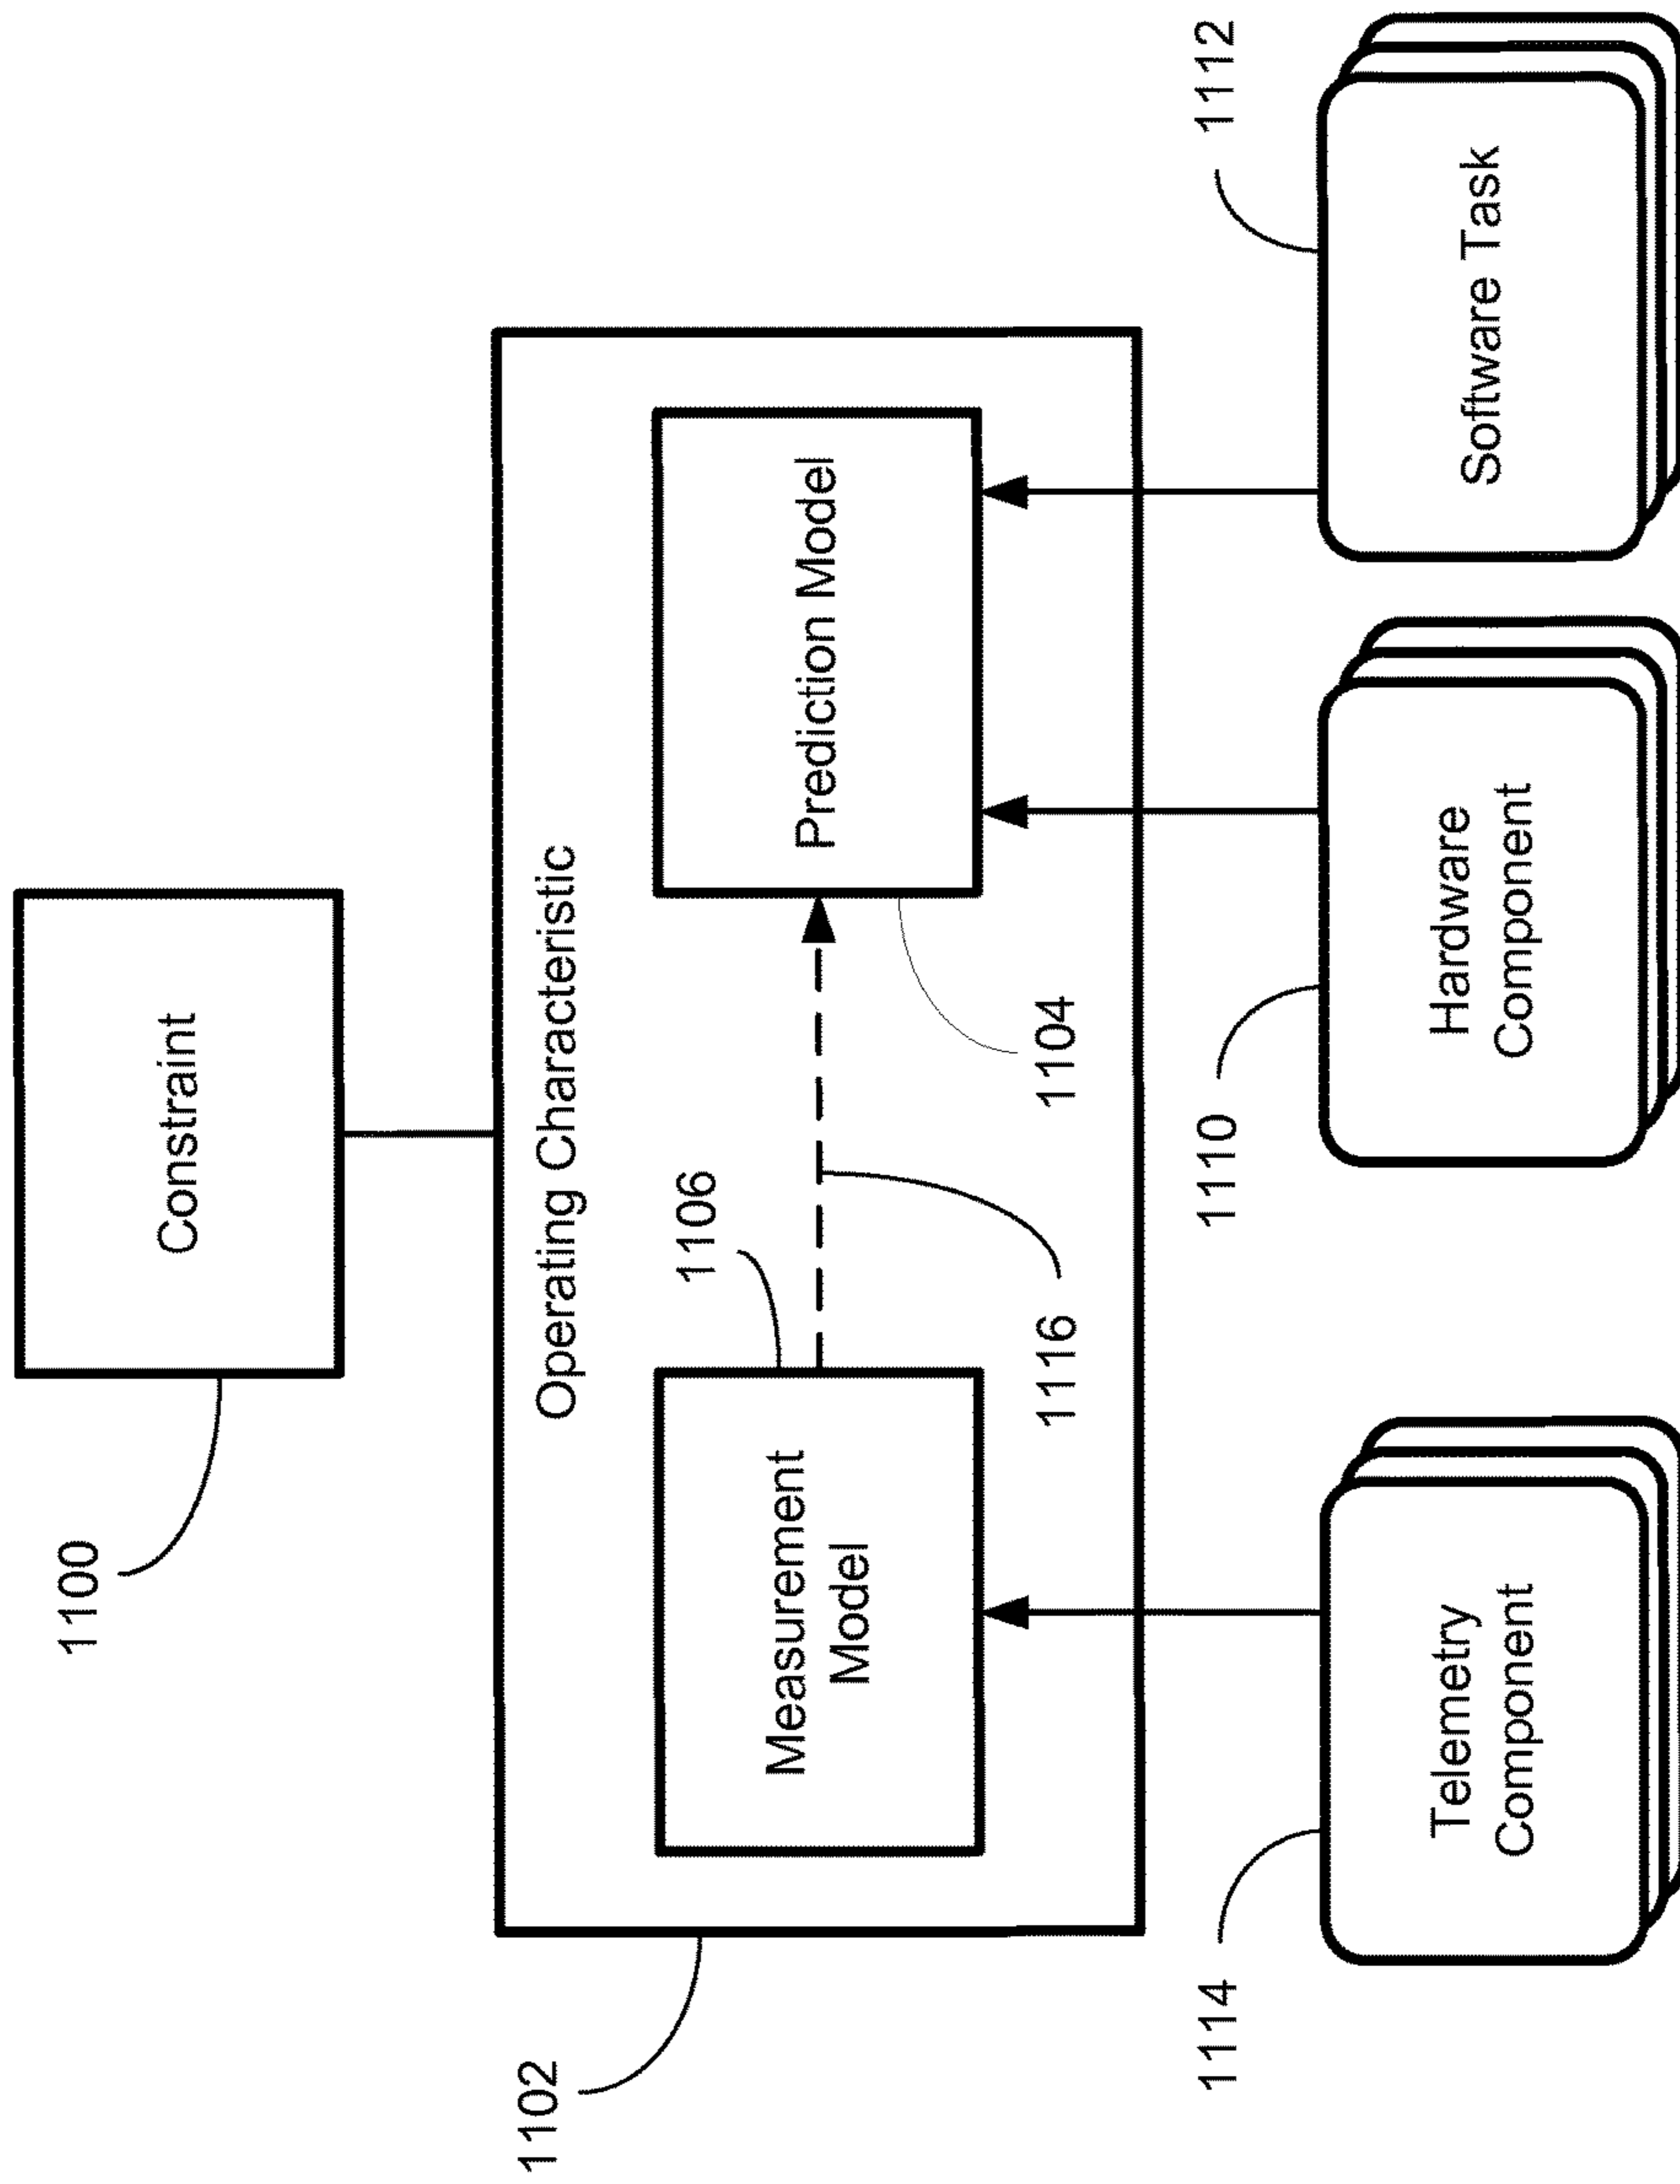 1100
Constraint
1102
Operating Characteristic
1106
Measurement
Model
Prediction Model
1116
1104
1114
Telemetry
Component
1110
Hardware
Component
1112
Software Task